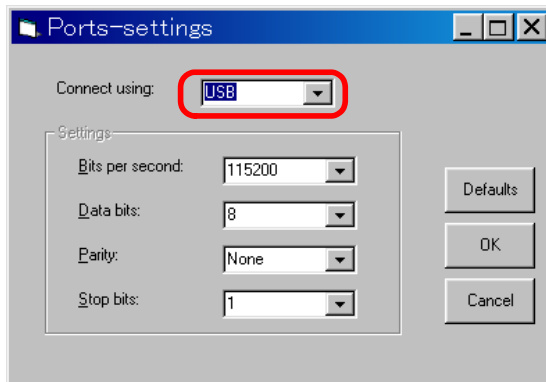 Ports-settings
Connect using: USB
Settings
Bits per second: 115200
Data bits: 8
Parity: None
Stop bits: 1
Defaults
OK
Cancel